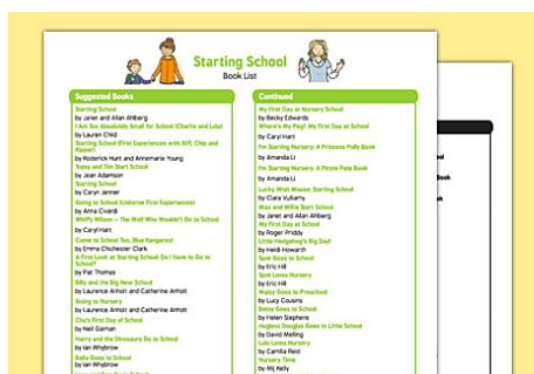 Starting School
Book List
Suggested Books
Starting School
by Janet and Allan Ahlberg
I Am Too Absolutely Small for School (Charlie and Lola)
by Lauren Child
Starting School (First Experiences with Biff, Chip and
Kipper)
by Roderick Hunt and Annemarie Young
Topsy and Tim Start School
by Jean Adamson
Starting School
by Caryn Jenner
Going to School (Usborne First Experiences)
by Anna Civardi
Whiffy Wilson - The Wolf Who Wouldn't Go to School
by Caryl Hart
Come to School Too, Blue Kangaroo!
by Emma Chichester Clark
A First Look at Starting School: Do I Have to Go to
School?
by Pat Thomas
Billy and the Big New School
by Laurence Anholt and Catherine Anholt
Going to Nursery
by Laurence Anholt and Catherine Anholt
Chu's First Day of School
by Neil Gaiman
Harry and the Dinosaurs Go to School
by Ian Whybrow
Bella Goes to School
by Ian Whybrow
Continued
My First Day at Nursery School
by Becky Edwards
Where's My Peg? My First Day at School
by Caryl Hart
I'm Starting Nursery: A Princess Polly Book
by Amanda Li
I'm Starting Nursery: A Pirate Pete Book
by Amanda Li
Lucky Wish Mouse: Starting School
by Clara Vulliamy
Max and Millie Start School
by Janet and Allan Ahlberg
My First Day at School
by Roger Priddy
Little Hedgehog's Big Day!
by Heidi Howarth
Spot Goes to School
by Eric Hill
Spot Loves Nursery
by Eric Hill
Maisy Goes to Preschool
by Lucy Cousins
Betsy Goes to School
by Helen Stephens
Hugless Douglas Goes to Little School
by David Melling
Lulu Loves Nursery
by Camilla Reid
Nursery Time
by Mij Kelly
ool
Book
ok